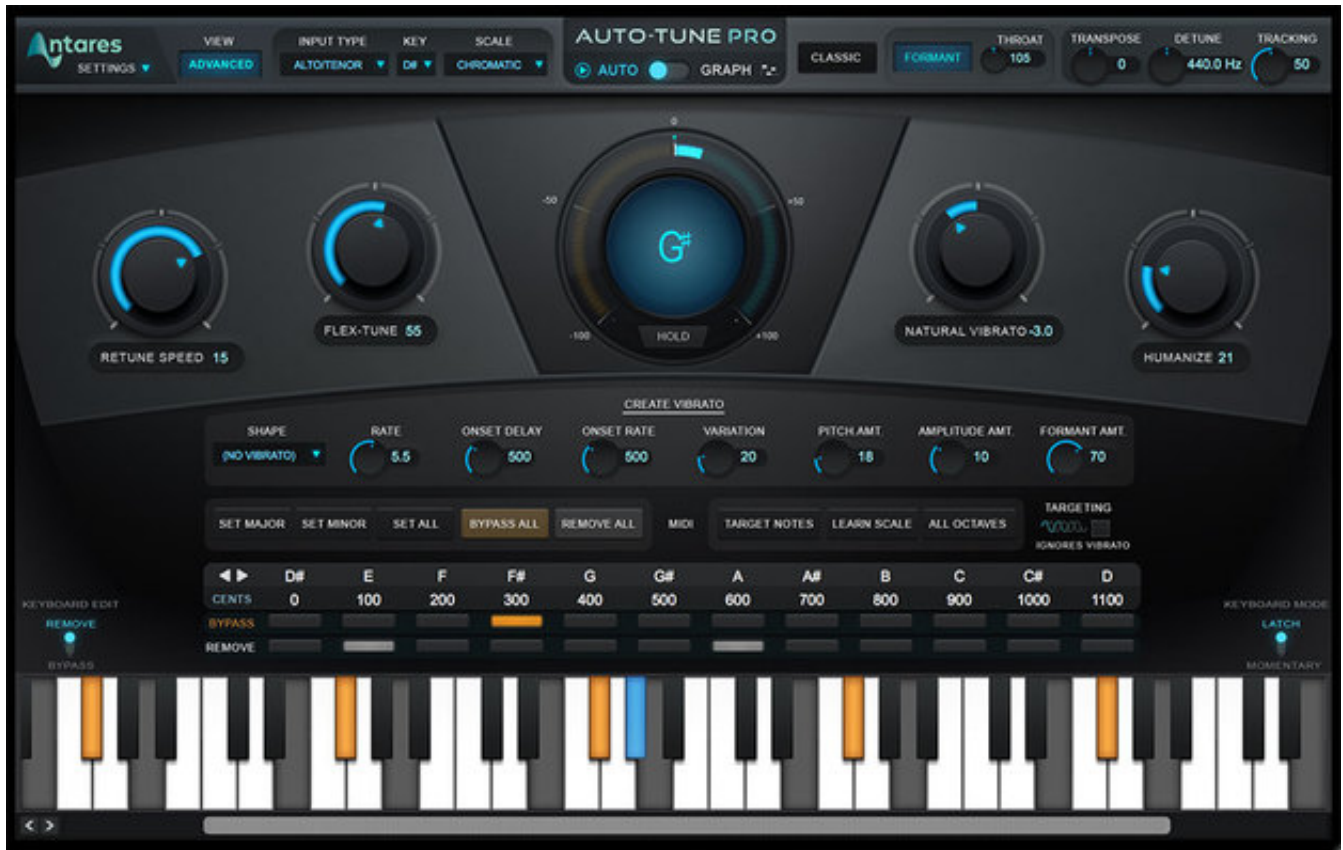 Antares
SETTINGS
VIEW
ADVANCED
INPUT TYPE KEY SCALE
ALTO/TENOR D# CHROMATIC
AUTO-TUNE PRO
AUTO GRAPH
CLASSIC
FORMANT
THROAT
105
TRANSPOSE DETUNE TRACKING
0 440.0 Hz 50
0
-50 +50
G#
-100 HOLD +100
RETUNE SPEED 15
FLEX-TUNE 55
NATURAL VIBRATO -3.0
HUMANIZE 21
CREATE VIBRATO
SHAPE RATE ONSET DELAY ONSET RATE VARIATION PITCH AMT. AMPLITUDE AMT. FORMANT AMT.
(NO VIBRATO) 5.5 500 500 20 18 10 70
SET MAJOR SET MINOR SET ALL BYPASS ALL REMOVE ALL MIDI TARGET NOTES LEARN SCALE ALL OCTAVES
TARGETING
IGNORES VIBRATO
D# E F F# G G# A A# B C C# D
CENTS 0 100 200 300 400 500 600 700 800 900 1000 1100
BYPASS
REMOVE
KEYBOARD EDIT
REMOVE
BYPASS
KEYBOARD MODE
LATCH
MOMENTARY